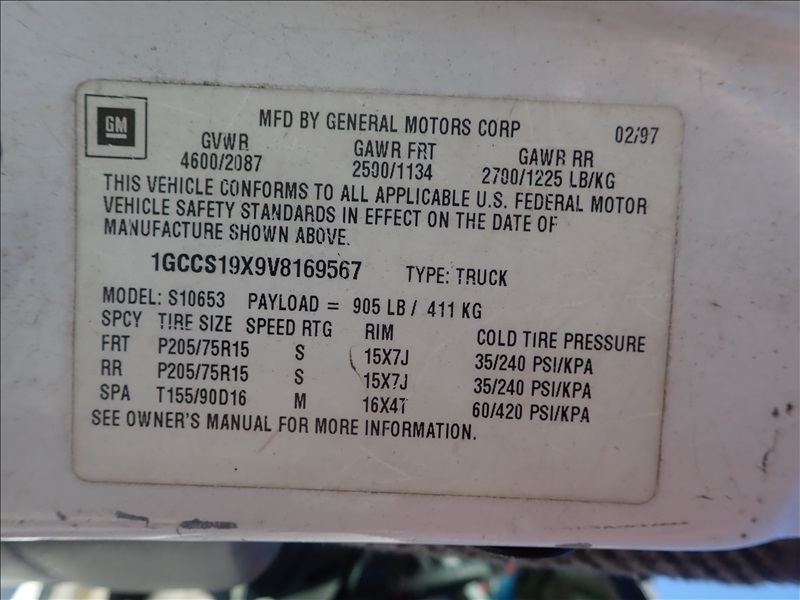 GM
MFD BY GENERAL MOTORS CORP 02/97
GVWR GAWR FRT GAWR RR
4600/2087 2500/1134 2700/1225 LB/KG
THIS VEHICLE CONFORMS TO ALL APPLICABLE U.S. FEDERAL MOTOR
VEHICLE SAFETY STANDARDS IN EFFECT ON THE DATE OF
MANUFACTURE SHOWN ABOVE.
1GCCS19X9V8169567 TYPE: TRUCK
MODEL: S10653 PAYLOAD = 905 LB / 411 KG
SPCY TIRE SIZE SPEED RTG RIM COLD TIRE PRESSURE
FRT P205/75R15 S 15X7J 35/240 PSI/KPA
RR P205/75R15 S 15X7J 35/240 PSI/KPA
SPA T155/90D16 M 16X4T 60/420 PSI/KPA
SEE OWNER'S MANUAL FOR MORE INFORMATION.